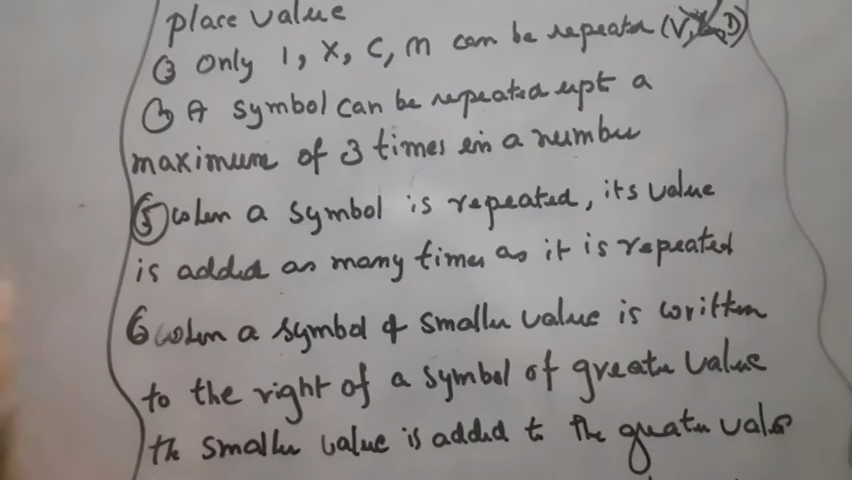 place value
③ Only 1, X, C, M can be repeated (V, L, D)
④ A symbol can be repeated upt a
maximum of 3 times in a number
⑤ when a symbol is repeated, its value
is added as many times as it is repeated
6 when a symbol of smaller value is written
to the right of a symbol of greater value
the smaller value is added to the greater value